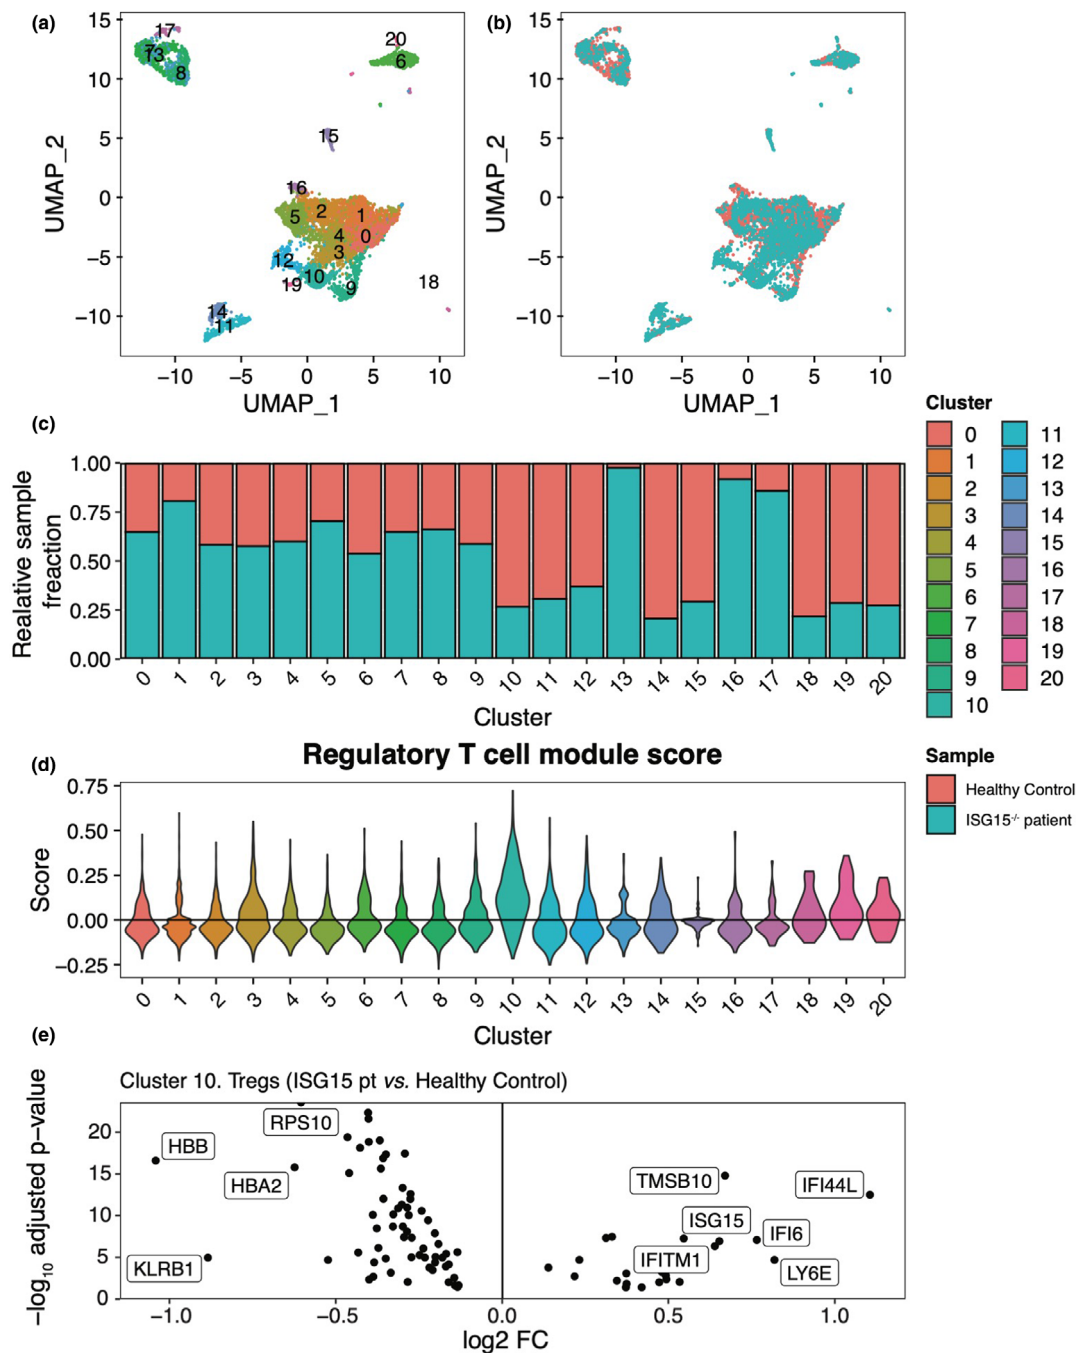 (a)
15
10
5
0
−5
−10
UMAP_2
−10 −5 0 5 10
UMAP_1
17
7
13
8
20
6
15
16
5
2
1
4
0
3
12
10
19
9
18
14
11
(b)
15
10
5
0
−5
−10
UMAP_2
−10 −5 0 5 10
UMAP_1
(c)
Realative sample
freaction
1.00
0.75
0.50
0.25
0.00
0 1 2 3 4 5 6 7 8 9 10 11 12 13 14 15 16 17 18 19 20
Cluster
Cluster
0 11
1 12
2 13
3 14
4 15
5 16
6 17
7 18
8 19
9 20
10
Sample
Healthy Control
ISG15-/- patient
(d)
Regulatory T cell module score
Score
0.75
0.50
0.25
0.00
−0.25
0 1 2 3 4 5 6 7 8 9 10 11 12 13 14 15 16 17 18 19 20
Cluster
(e)
Cluster 10. Tregs (ISG15 pt vs. Healthy Control)
−log10 adjusted p−value
20
15
10
5
0
RPS10
HBB
HBA2
KLRB1
TMSB10
IFI44L
ISG15
IFI6
IFITM1
LY6E
−1.0 −0.5 0.0 0.5 1.0
log2 FC